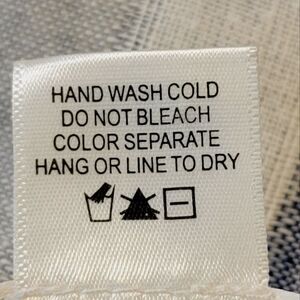 HAND WASH COLD
DO NOT BLEACH
COLOR SEPARATE
HANG OR LINE TO DRY